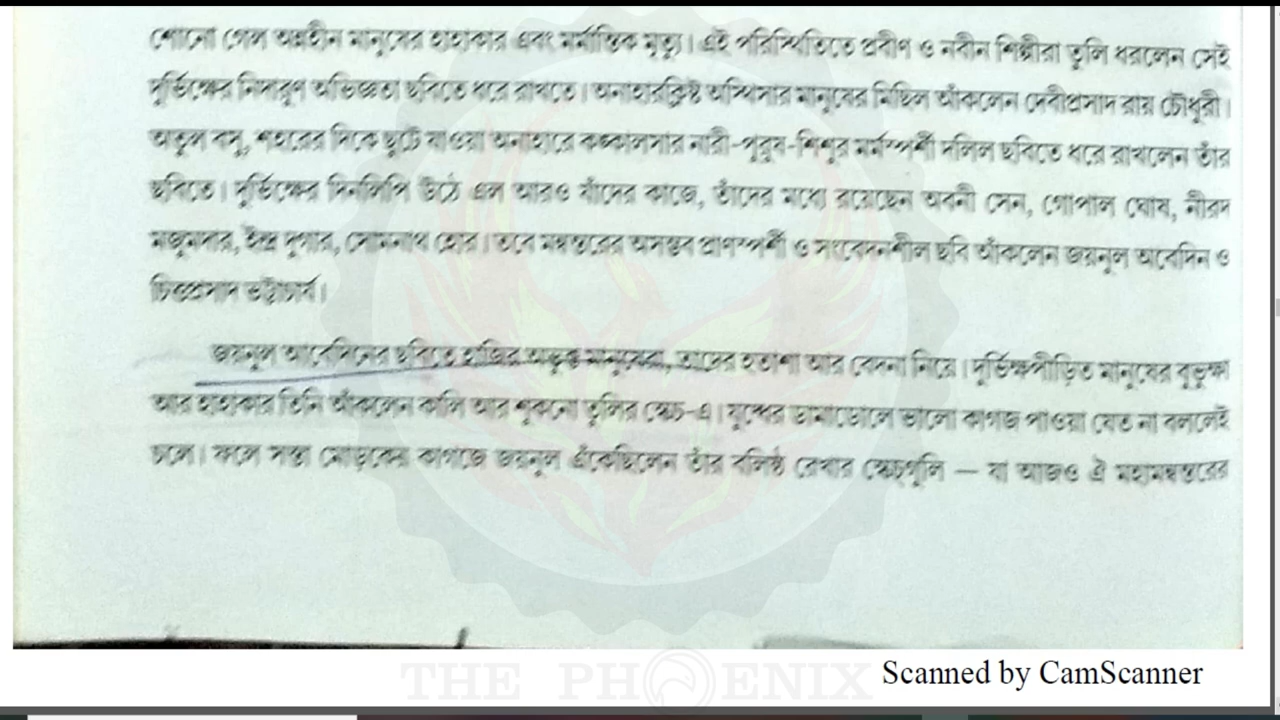 শোনো গেল অন্নহীন মানুষের হাহাকার এবং মর্মান্তিক মৃত্যু। এই পরিস্থিতিতে প্রবীণ ও নবীন শিল্পীরা তুলি ধরলেন সেই
দুর্ভিক্ষের নিদারুণ অভিজ্ঞতা ছবিতে ধরে রাখতে। অনাহারক্লিষ্ট অস্থিসার মানুষের মিছিল আঁকলেন দেবীপ্রসাদ রায় চৌধুরী।
অতুল বসু, শহরের দিকে ছুটে যাওয়া অনাহারে কঙ্কালসার নারী-পুরুষ-শিশুর মর্মস্পর্শী দলিল ছবিতে ধরে রাখলেন তাঁর
ছবিতে। দুর্ভিক্ষের দিনলিপি উঠে এল আরও যাঁদের কাজে, তাঁদের মধ্যে রয়েছেন অবনী সেন, গোপাল ঘোষ, নীরদ
মজুমদার, ইন্দ্র দুগার, সোমনাথ হোর। তবে মন্বন্তরের অসম্ভব প্রাণস্পর্শী ও সংবেদনশীল ছবি আঁকলেন জয়নুল আবেদিন ও
চিত্তপ্রসাদ ভট্টাচার্য।
জয়নুল আবেদিনের ছবিতে হাজির অভুক্ত মানুষেরা, তাদের হতাশা আর বেদনা নিয়ে। দুর্ভিক্ষপীড়িত মানুষের বুভুক্ষা
আর হাহাকার তিনি আঁকলেন কালি আর শুকনো তুলির স্কেচ-এ। যুদ্ধের ডামাডোলে ভালো কাগজ পাওয়া যেত না বললেই
চলে। ফলে সস্তা মোড়কের কাগজে জয়নুল এঁকেছিলেন তাঁর বলিষ্ঠ রেখার স্কেচ্‌গুলি — যা আজও ঐ মহামন্বন্তরের
THE PHOENIX
Scanned by CamScanner